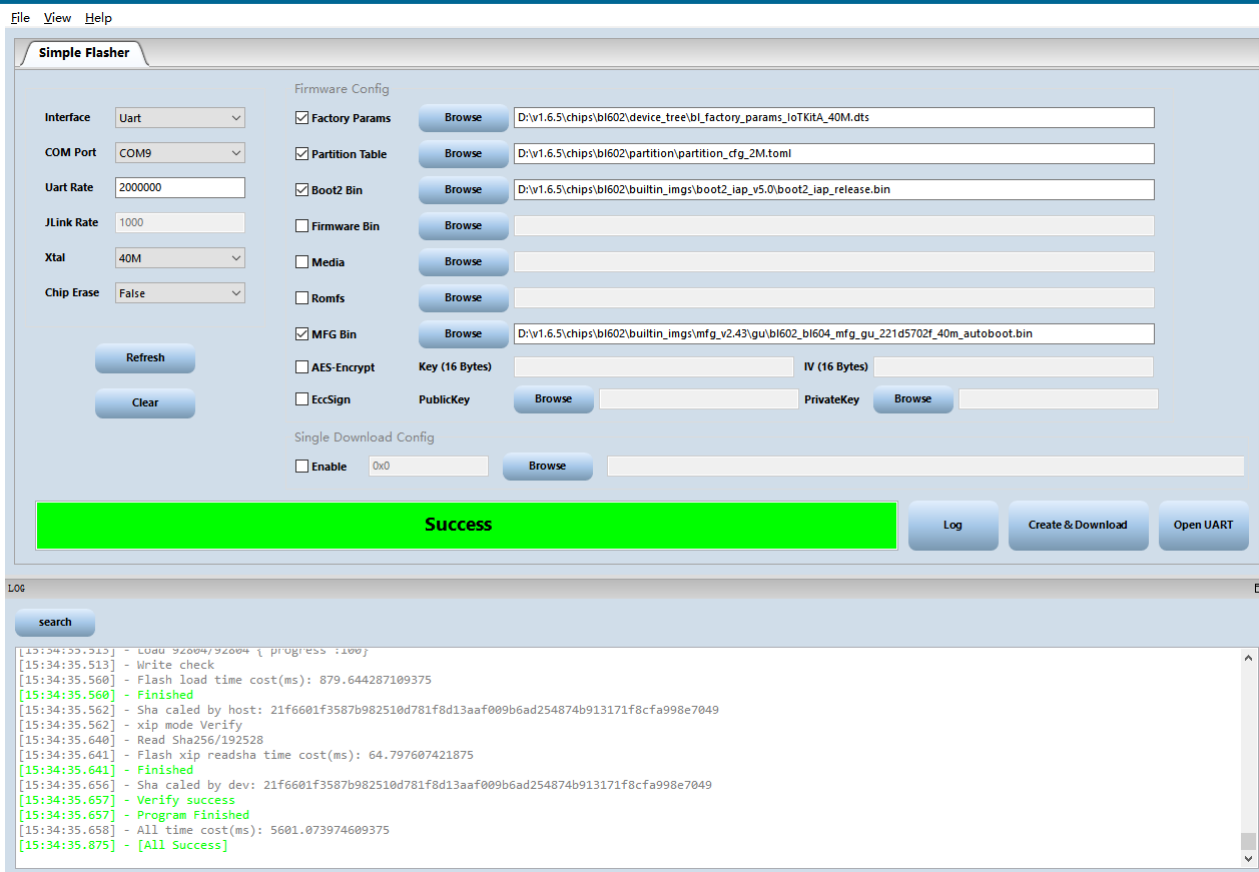 File View Help
Simple Flasher
Firmware Config
Interface Uart
COM Port COM9
Uart Rate 2000000
JLink Rate 1000
Xtal 40M
Chip Erase False
Refresh
Clear
Factory Params Browse D:\v1.6.5\chips\bl602\device_tree\bl_factory_params_IoTKitA_40M.dts
Partition Table Browse D:\v1.6.5\chips\bl602\partition\partition_cfg_2M.toml
Boot2 Bin Browse D:\v1.6.5\chips\bl602\builtin_imgs\boot2_iap_v5.0\boot2_iap_release.bin
Firmware Bin Browse
Media Browse
Romfs Browse
MFG Bin Browse D:\v1.6.5\chips\bl602\builtin_imgs\mfg_v2.43\gu\bl602_bl604_mfg_gu_221d5702f_40m_autoboot.bin
AES-Encrypt Key (16 Bytes) IV (16 Bytes)
EccSign PublicKey Browse PrivateKey Browse
Single Download Config
Enable 0x0 Browse
Success Log Create & Download Open UART
LOG
search
[15:34:35.513] - Load 92804/92804 { progress :100}
[15:34:35.513] - Write check
[15:34:35.560] - Flash load time cost(ms): 879.644287109375
[15:34:35.560] - Finished
[15:34:35.562] - Sha caled by host: 21f6601f3587b982510d781f8d13aaf009b6ad254874b913171f8cfa998e7049
[15:34:35.562] - xip mode Verify
[15:34:35.640] - Read Sha256/192528
[15:34:35.641] - Flash xip readsha time cost(ms): 64.797607421875
[15:34:35.641] - Finished
[15:34:35.656] - Sha caled by dev: 21f6601f3587b982510d781f8d13aaf009b6ad254874b913171f8cfa998e7049
[15:34:35.657] - Verify success
[15:34:35.657] - Program Finished
[15:34:35.658] - All time cost(ms): 5601.073974609375
[15:34:35.875] - [All Success]